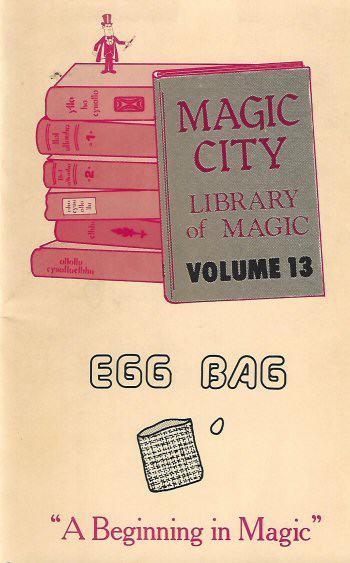 MAGIC
CITY
LIBRARY
of MAGIC
VOLUME 13
EGG BAG
"A Beginning in Magic"